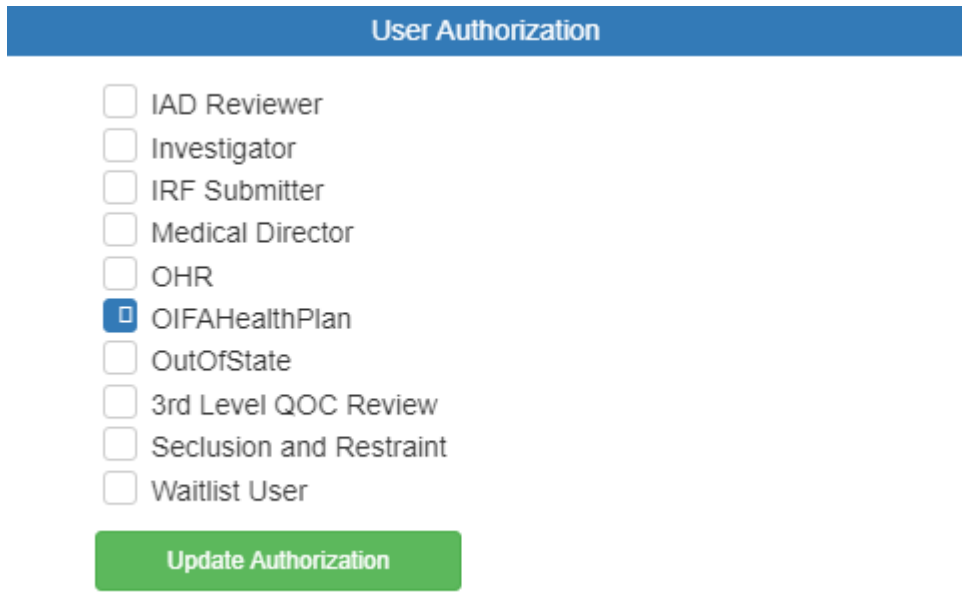 User Authorization
IAD Reviewer
Investigator
IRF Submitter
Medical Director
OHR
OIFAHealthPlan
OutOfState
3rd Level QOC Review
Seclusion and Restraint
Waitlist User
Update Authorization